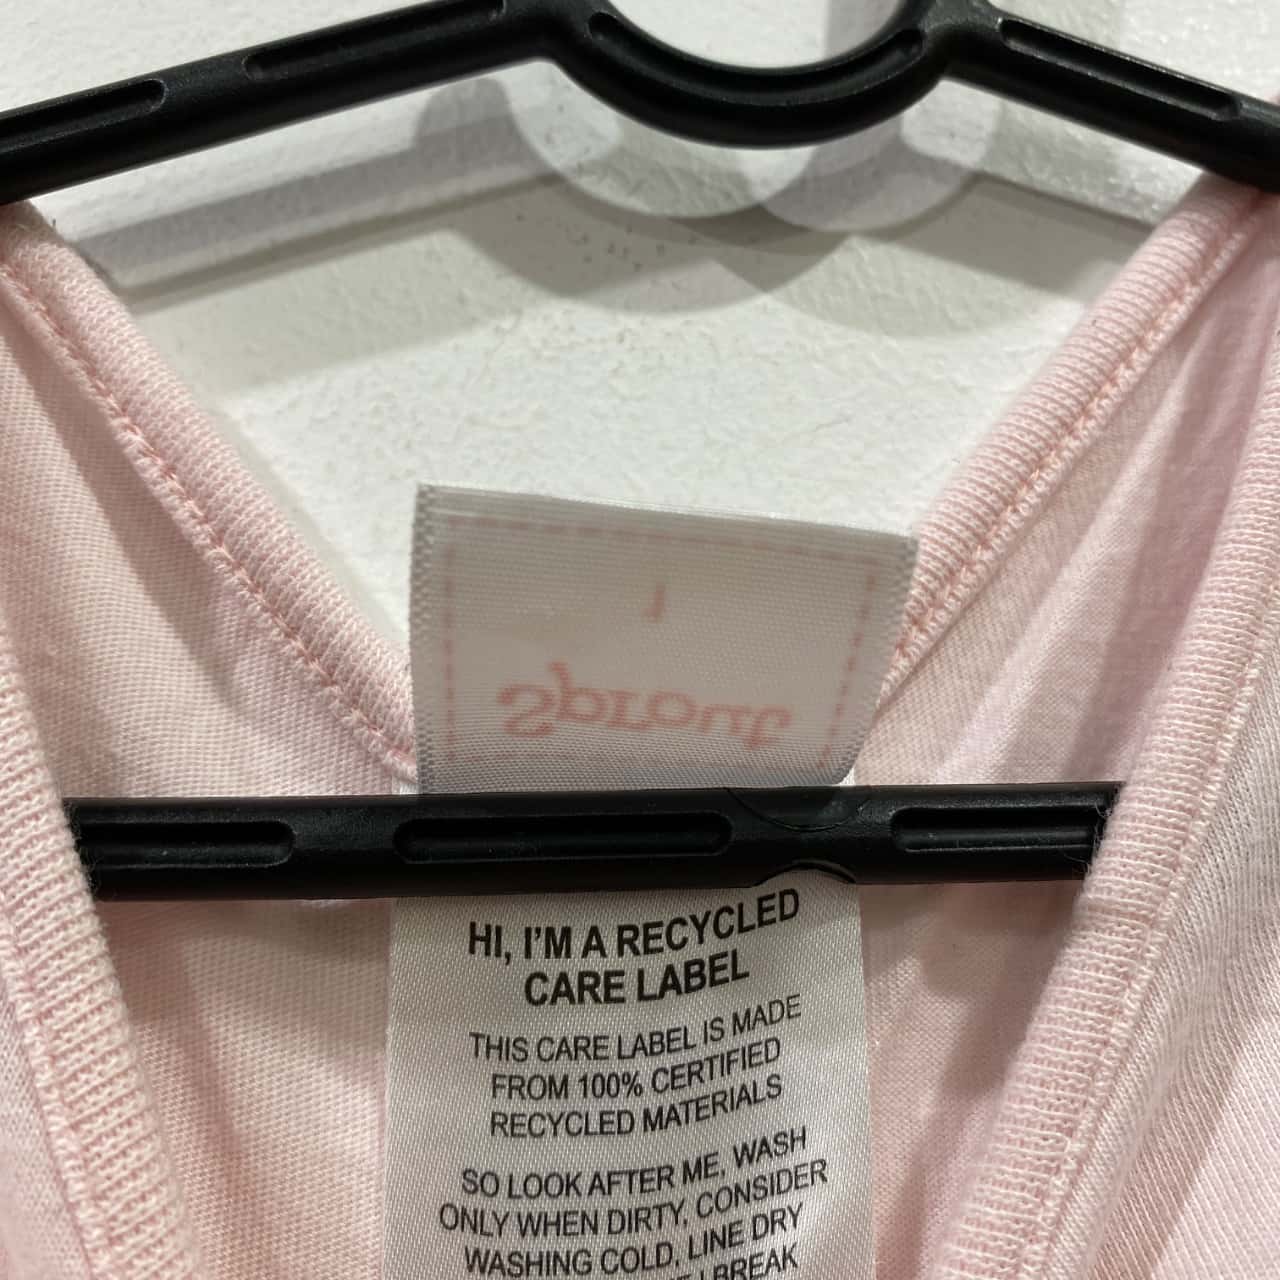 1
Sprout
HI, I'M A RECYCLED
CARE LABEL
THIS CARE LABEL IS MADE
FROM 100% CERTIFIED
RECYCLED MATERIALS
SO LOOK AFTER ME, WASH
ONLY WHEN DIRTY, CONSIDER
WASHING COLD, LINE DRY
I BREAK